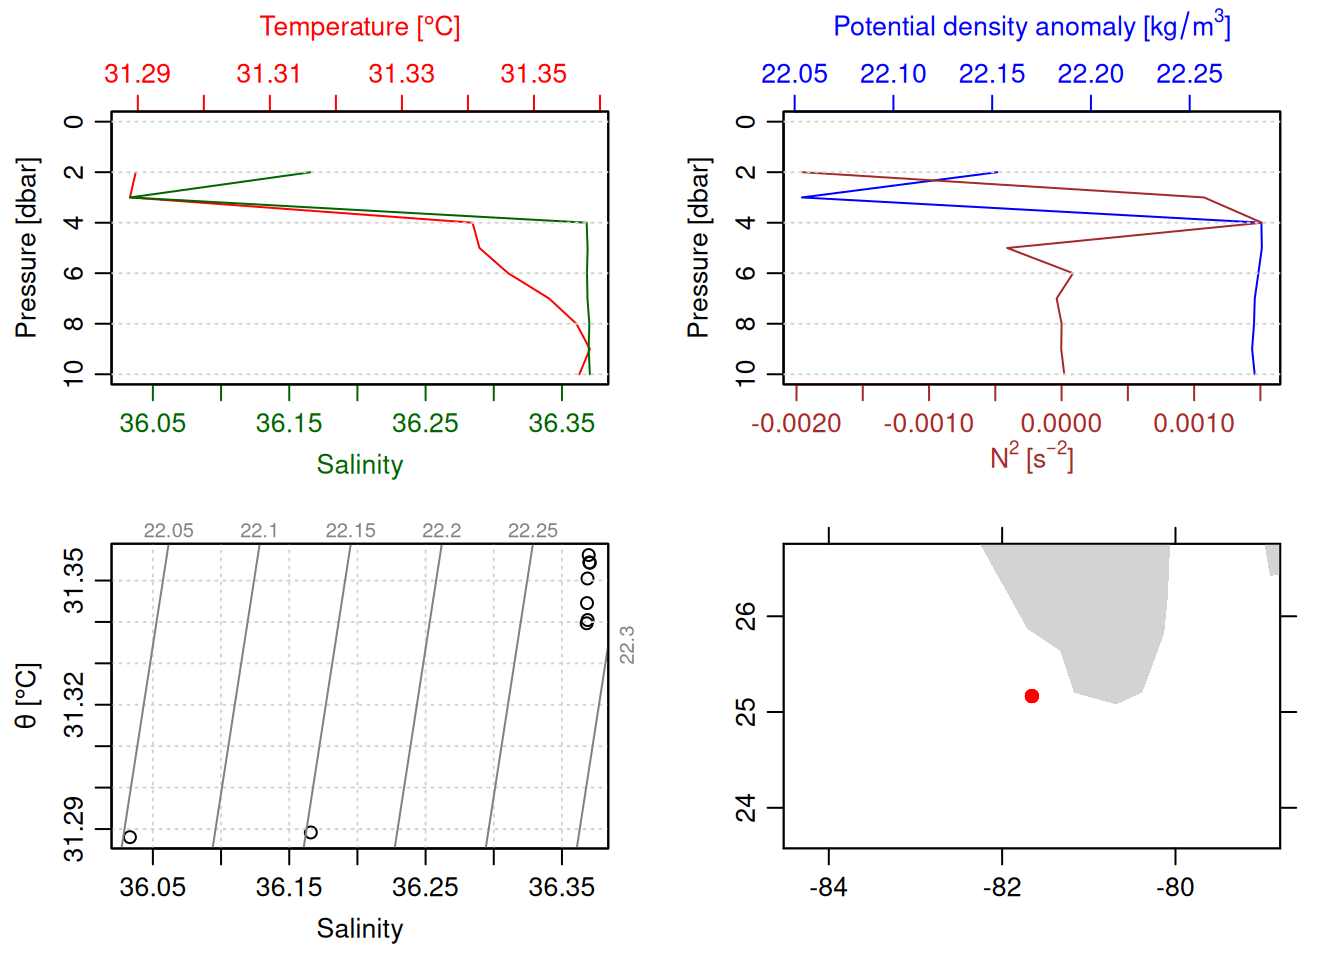 Temperature [°C]
31.29 31.31 31.33 31.35
Pressure [dbar]
0 2 4 6 8 10
36.05 36.15 36.25 36.35
Salinity
Potential density anomaly [kg/m³]
22.05 22.10 22.15 22.20 22.25
Pressure [dbar]
0 2 4 6 8 10
-0.0020 -0.0010 0.0000 0.0010
N² [s⁻²]
22.05 22.1 22.15 22.2 22.25
22.3
θ [°C]
31.29 31.32 31.35
36.05 36.15 36.25 36.35
Salinity
26
25
24
-84 -82 -80